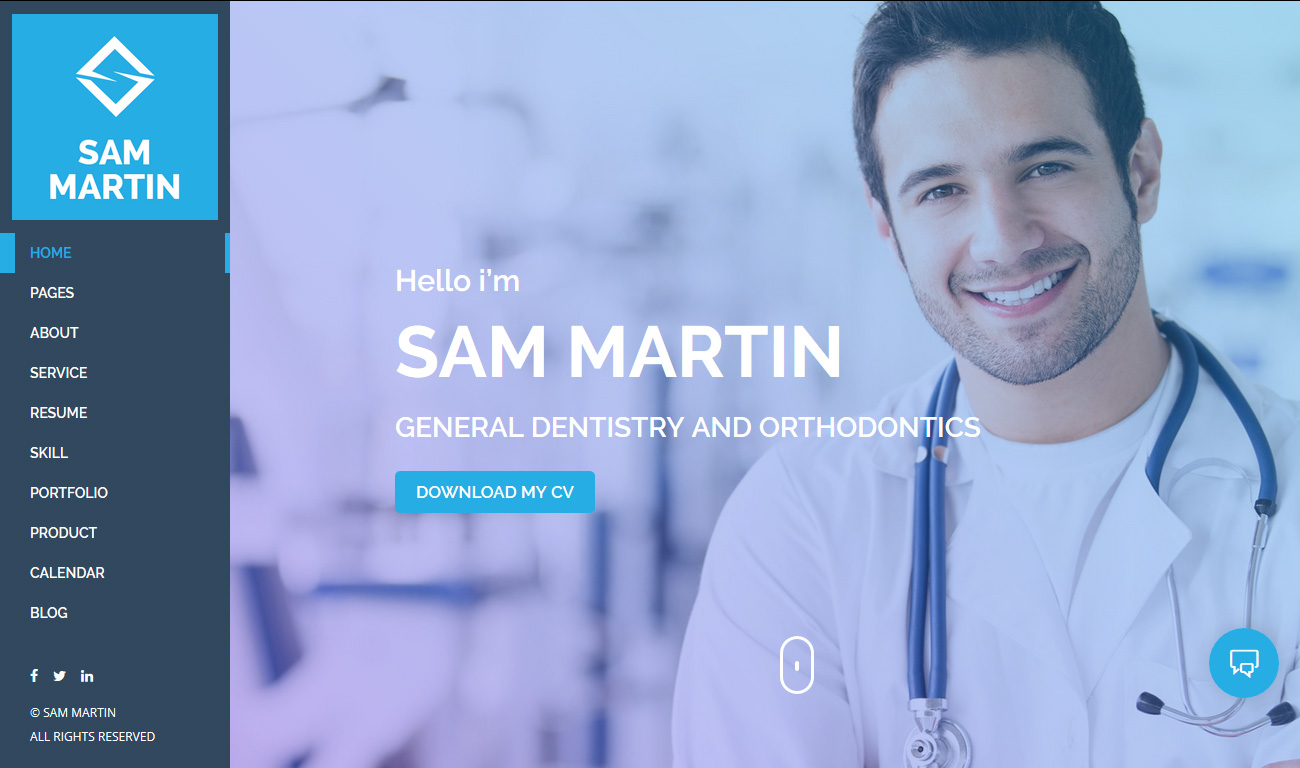 SAM
MARTIN
HOME
PAGES
ABOUT
SERVICE
RESUME
SKILL
PORTFOLIO
PRODUCT
CALENDAR
BLOG
© SAM MARTIN
ALL RIGHTS RESERVED
Hello i’m
SAM MARTIN
GENERAL DENTISTRY AND ORTHODONTICS
DOWNLOAD MY CV